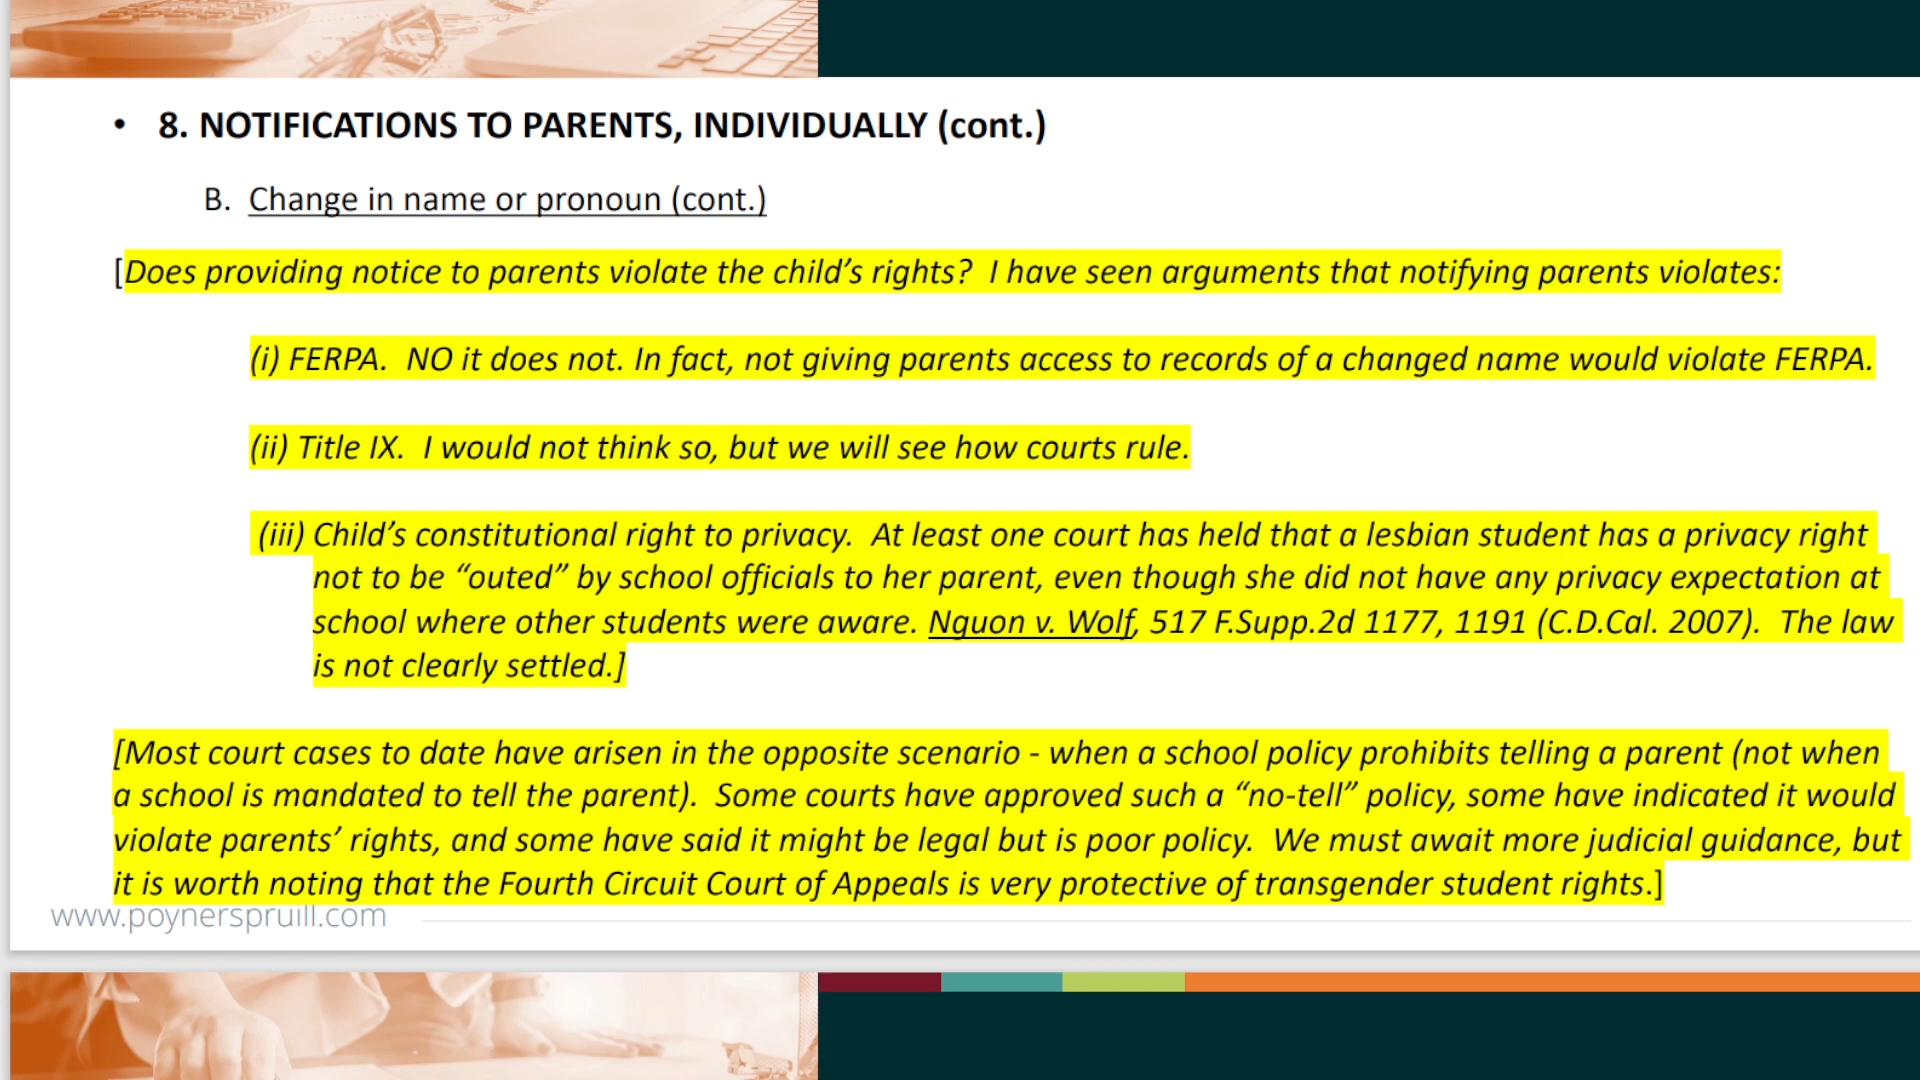 • 8. NOTIFICATIONS TO PARENTS, INDIVIDUALLY (cont.)
B. Change in name or pronoun (cont.)
[Does providing notice to parents violate the child’s rights?  I have seen arguments that notifying parents violates:
(i) FERPA.  NO it does not. In fact, not giving parents access to records of a changed name would violate FERPA.
(ii) Title IX.  I would not think so, but we will see how courts rule.
(iii) Child’s constitutional right to privacy.  At least one court has held that a lesbian student has a privacy right
not to be “outed” by school officials to her parent, even though she did not have any privacy expectation at
school where other students were aware. Nguon v. Wolf, 517 F.Supp.2d 1177, 1191 (C.D.Cal. 2007).  The law
is not clearly settled.]
[Most court cases to date have arisen in the opposite scenario - when a school policy prohibits telling a parent (not when
a school is mandated to tell the parent).  Some courts have approved such a “no-tell” policy, some have indicated it would
violate parents’ rights, and some have said it might be legal but is poor policy.  We must await more judicial guidance, but
it is worth noting that the Fourth Circuit Court of Appeals is very protective of transgender student rights.]
www.poynerspruill.com